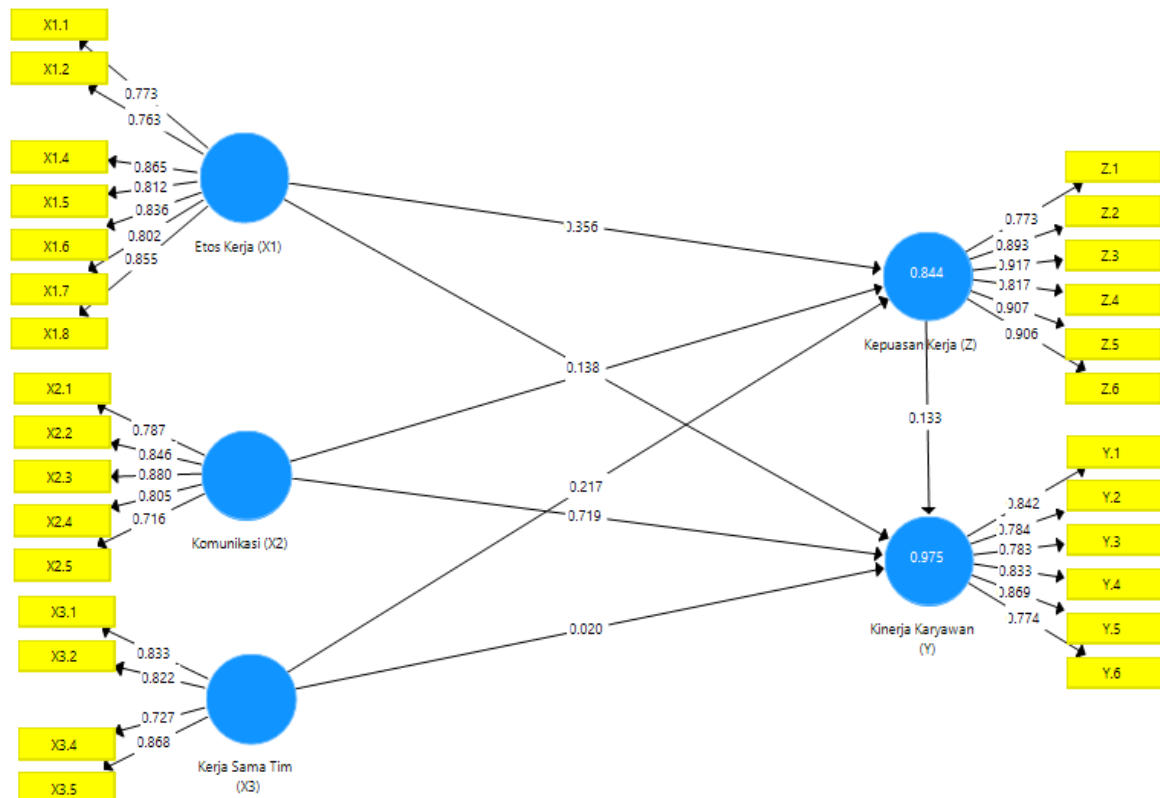 X1.1
X1.2
X1.4
X1.5
X1.6
X1.7
X1.8
0.773
0.763
0.865
0.812
0.836
0.802
0.855
Etos Kerja (X1)
X2.1
X2.2
X2.3
X2.4
X2.5
0.787
0.846
0.880
0.805
0.716
Komunikasi (X2)
X3.1
X3.2
X3.4
X3.5
0.833
0.822
0.727
0.868
Kerja Sama Tim
(X3)
0.356
0.138
0.217
0.719
0.020
0.133
0.844
Kepuasan Kerja (Z)
0.773
0.893
0.917
0.817
0.907
0.906
Z.1
Z.2
Z.3
Z.4
Z.5
Z.6
0.975
Kinerja Karyawan
(Y)
0.842
0.784
0.783
0.833
0.869
0.774
Y.1
Y.2
Y.3
Y.4
Y.5
Y.6